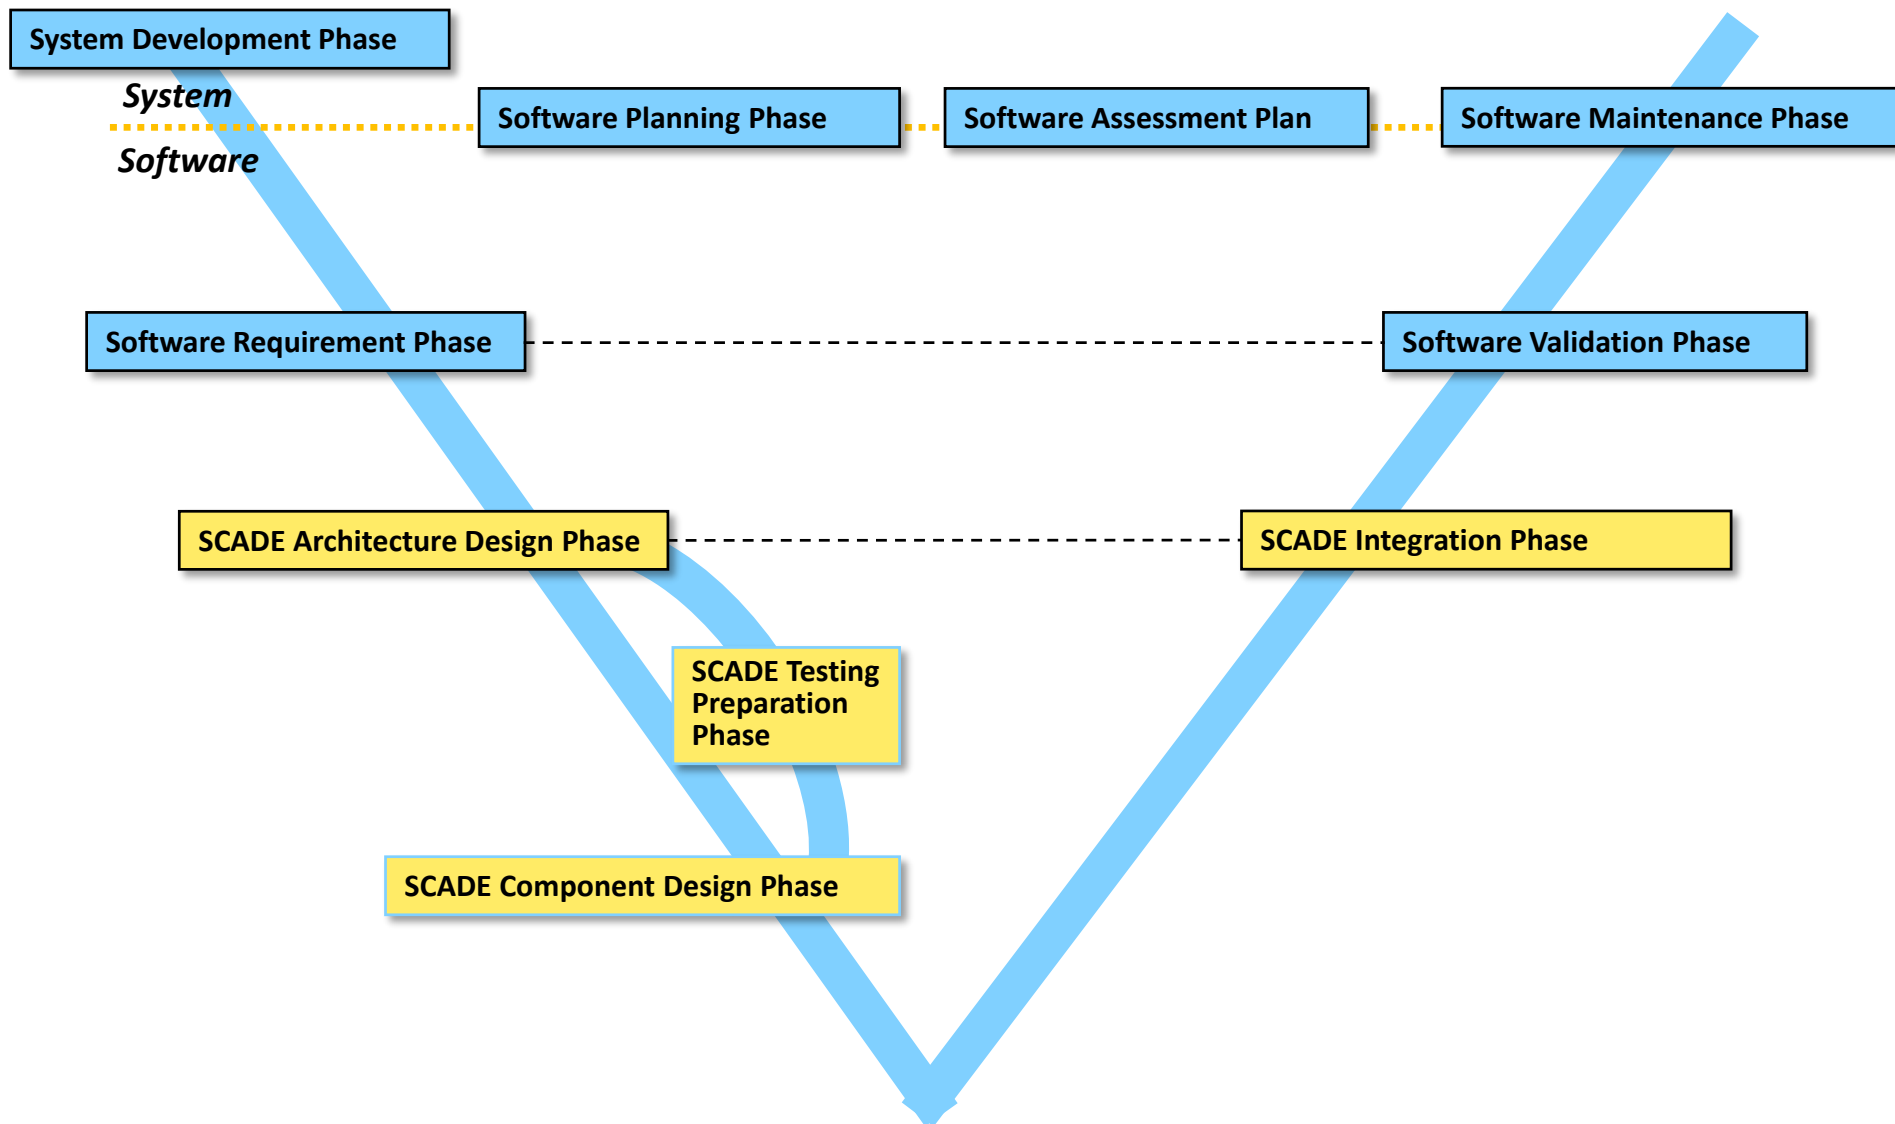 System Development Phase
System
Software Planning Phase
Software Assessment Plan
Software Maintenance Phase
Software
Software Requirement Phase
Software Validation Phase
SCADE Architecture Design Phase
SCADE Integration Phase
SCADE Testing
Preparation
Phase
SCADE Component Design Phase